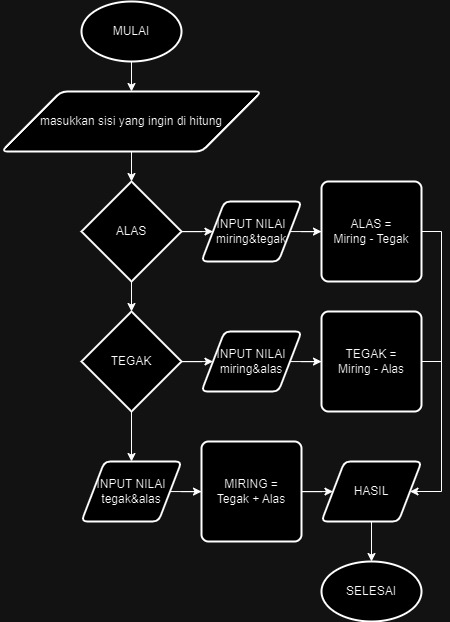 MULAI
masukkan sisi yang ingin di hitung
ALAS
INPUT NILAI
miring&tegak
ALAS =
Miring - Tegak
TEGAK
INPUT NILAI
miring&alas
TEGAK =
Miring - Alas
INPUT NILAI
tegak&alas
MIRING =
Tegak + Alas
HASIL
SELESAI